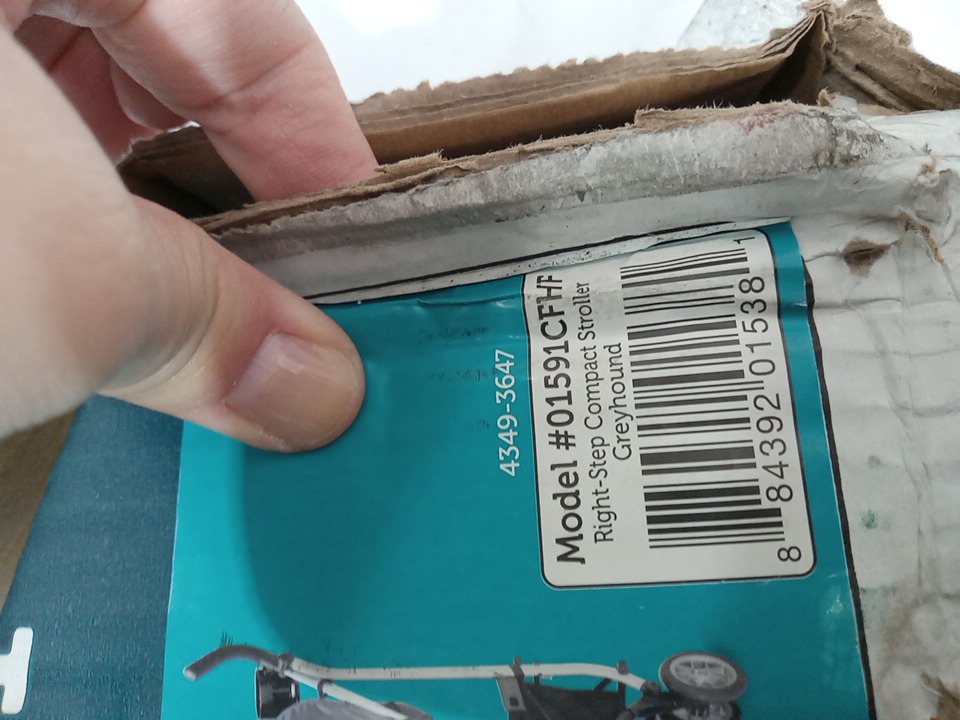 Model #01591CFHF
Right-Step Compact Stroller
Greyhound
8 84392 01538 1
4349-3647